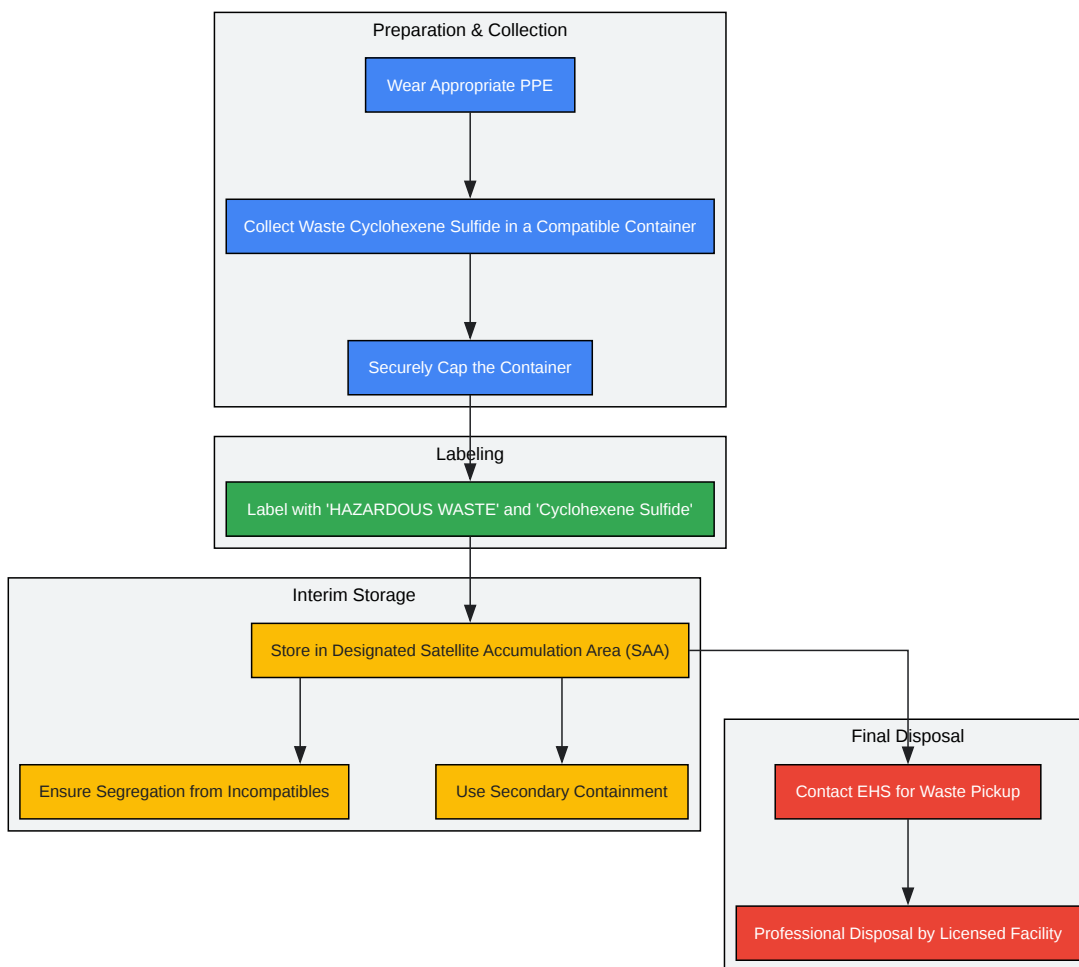 Preparation & Collection
Wear Appropriate PPE
Collect Waste Cyclohexene Sulfide in a Compatible Container
Securely Cap the Container
Labeling
Label with 'HAZARDOUS WASTE' and 'Cyclohexene Sulfide'
Interim Storage
Store in Designated Satellite Accumulation Area (SAA)
Ensure Segregation from Incompatibles
Use Secondary Containment
Final Disposal
Contact EHS for Waste Pickup
Professional Disposal by Licensed Facility